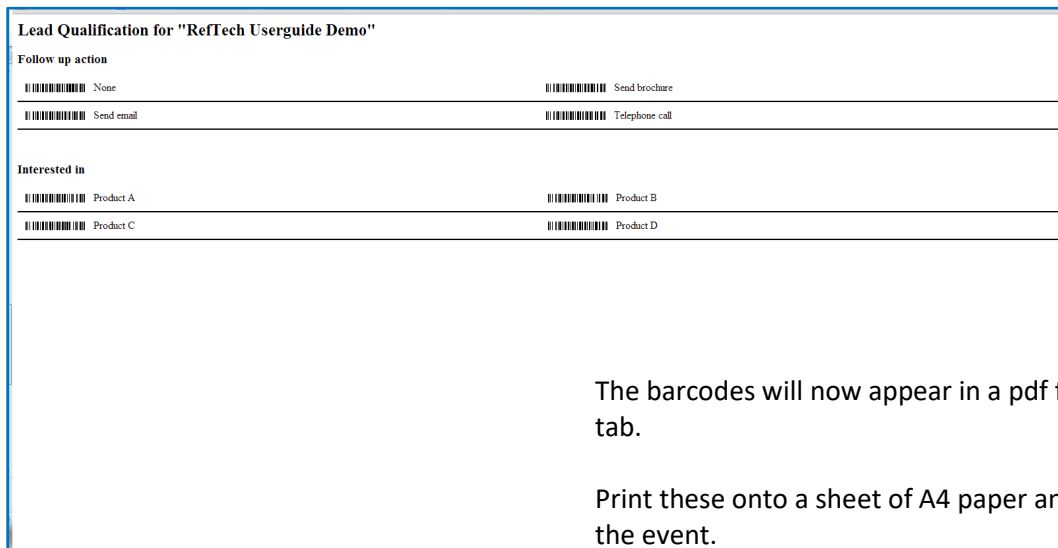 Lead Qualification for "RefTech Userguide Demo"
Follow up action
None Send brochure
Send email Telephone call
Interested in
Product A Product B
Product C Product D
The barcodes will now appear in a pdf
tab.
Print these onto a sheet of A4 paper
the event.